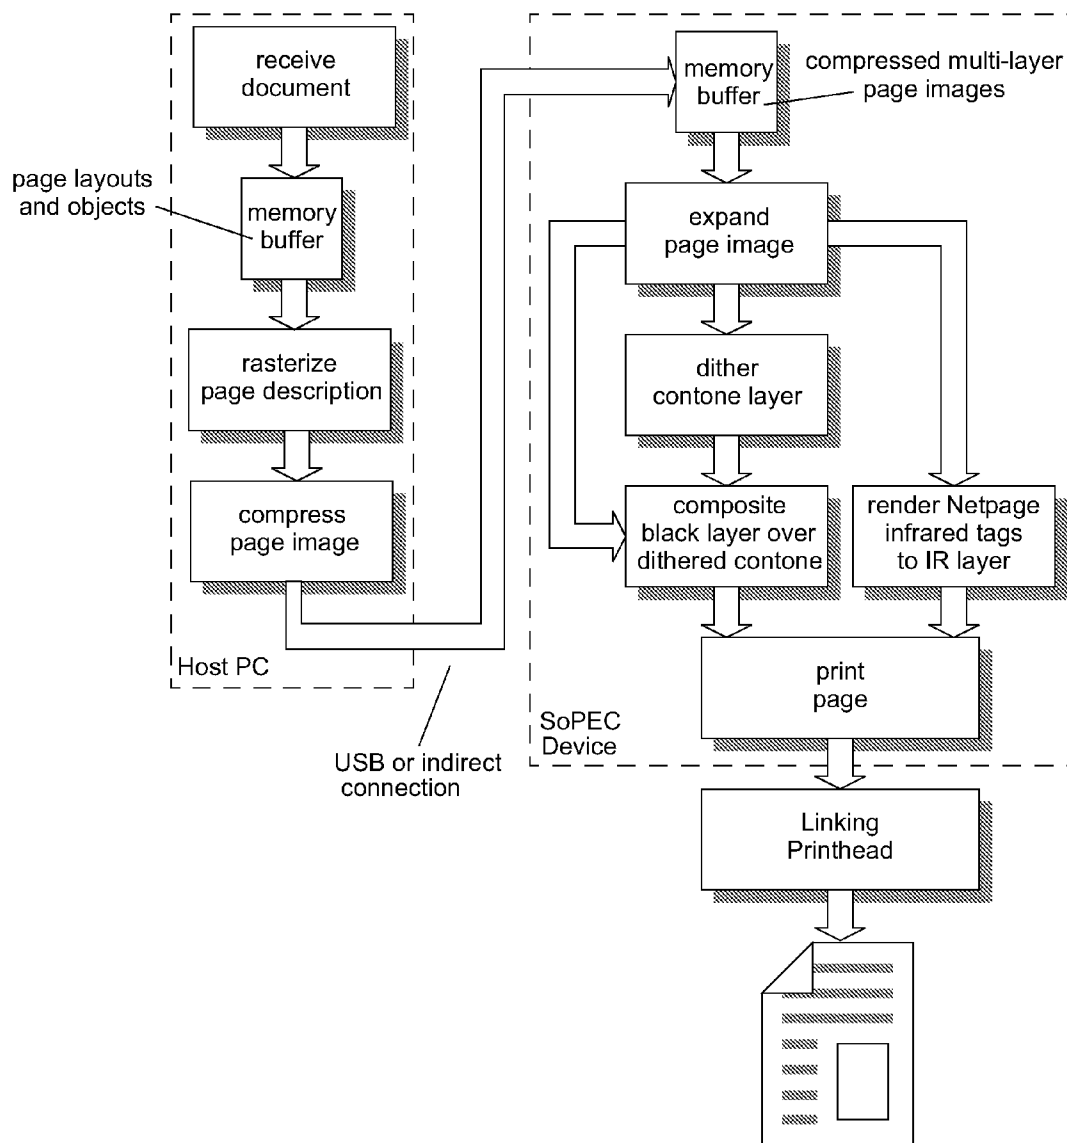 receive
document
page layouts
and objects
memory
buffer
rasterize
page description
compress
page image
Host PC
USB or indirect
connection
memory
buffer
compressed multi-layer
page images
expand
page image
dither
contone layer
composite
black layer over
dithered contone
render Netpage
infrared tags
to IR layer
print
page
SoPEC
Device
Linking
Printhead